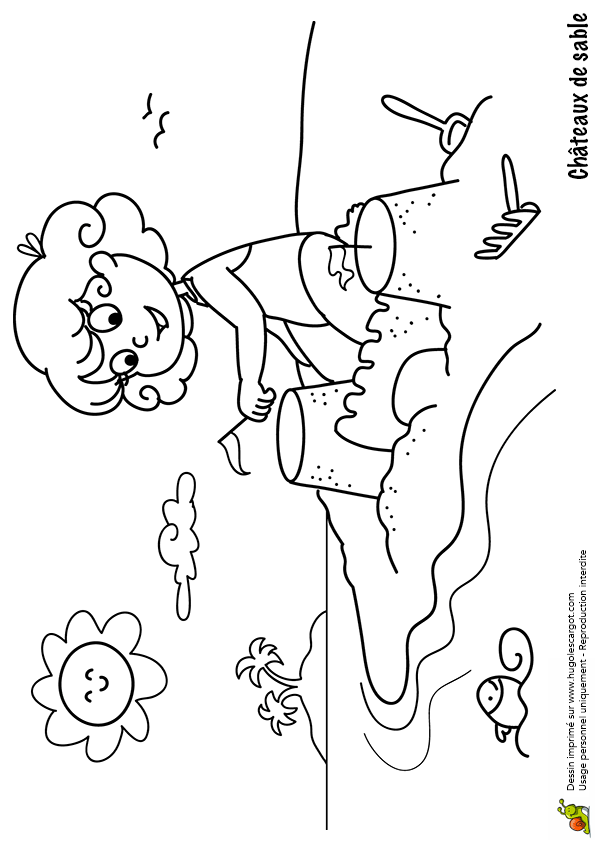 Châteaux de sable
Dessin imprimé sur www.hugolescargot.com
Usage personnel uniquement - Reproduction interdite